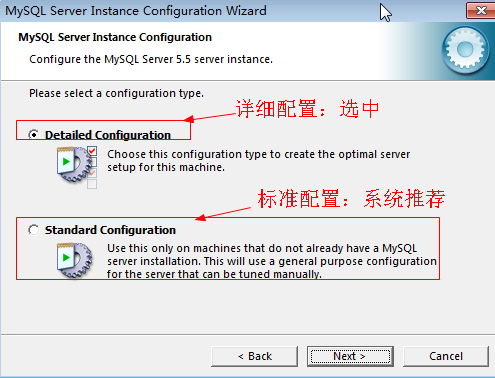 MySQL Server Instance Configuration Wizard
MySQL Server Instance Configuration
Configure the MySQL Server 5.5 server instance.
Please select a configuration type.
详细配置：选中
Detailed Configuration
Choose this configuration type to create the optimal server
setup for this machine.
标准配置：系统推荐
Standard Configuration
Use this only on machines that do not already have a MySQL
server installation. This will use a general purpose configuration
for the server that can be tuned manually.
< Back
Next >
Cancel